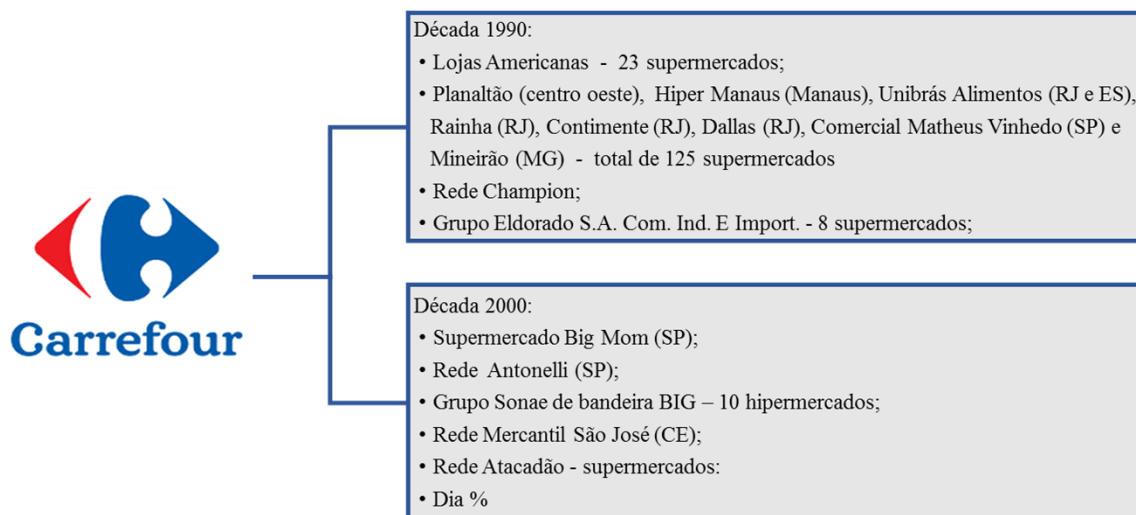 Década 1990:
• Lojas Americanas - 23 supermercados;
• Planaltão (centro oeste), Hiper Manaus (Manaus), Unibrás Alimentos (RJ e ES),
Rainha (RJ), Contimente (RJ), Dallas (RJ), Comercial Matheus Vinhedo (SP) e
Mineirão (MG) - total de 125 supermercados
• Rede Champion;
• Grupo Eldorado S.A. Com. Ind. E Import. - 8 supermercados;
Carrefour
Década 2000:
• Supermercado Big Mom (SP);
• Rede Antonelli (SP);
• Grupo Sonae de bandeira BIG – 10 hipermercados;
• Rede Mercantil São José (CE);
• Rede Atacadão - supermercados:
• Dia %